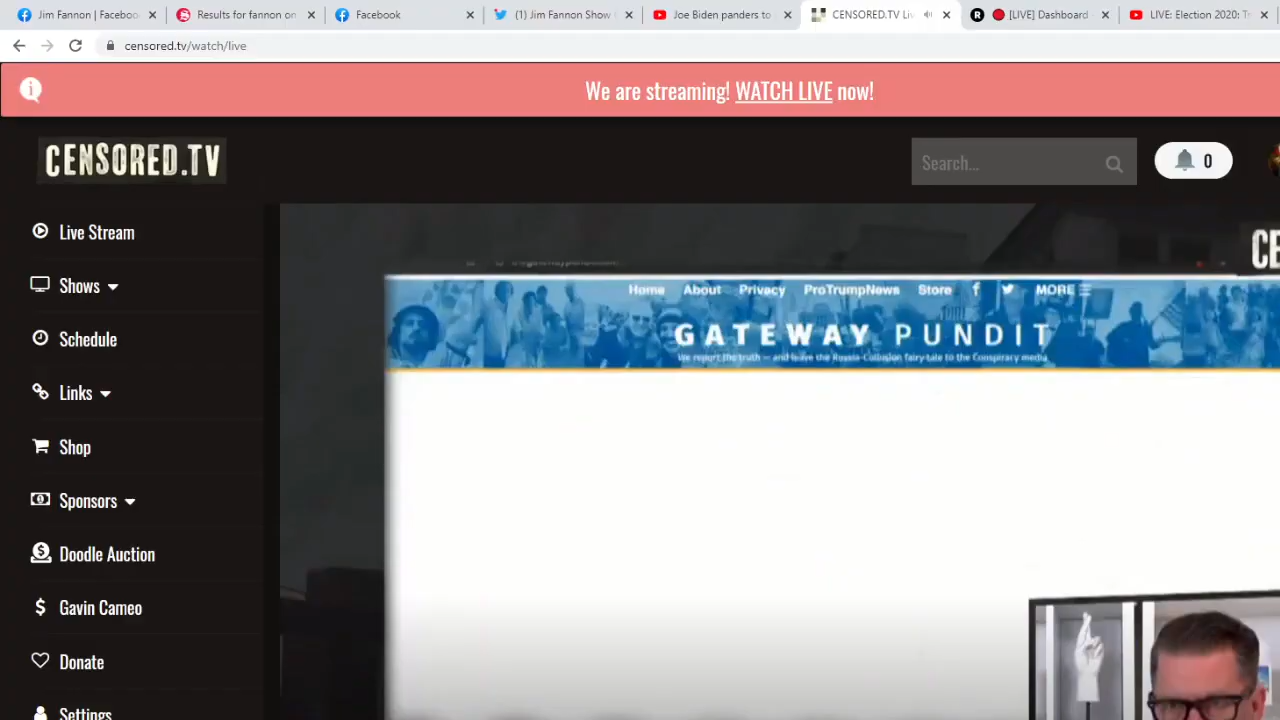 Jim Fannon | Faceboo
Results for fannon on
Facebook
(1) Jim Fannon Show
Joe Biden panders to
CENSORED.TV Li
[LIVE] Dashboard
LIVE: Election 2020: T
censored.tv/watch/live
We are streaming! WATCH LIVE now!
CENSORED.TV
Search...
0
Live Stream
Shows
Schedule
Links
Shop
Sponsors
Doodle Auction
Gavin Cameo
Donate
Settings
CE
Home About Privacy ProTrumpNews Store MORE
GATEWAY PUNDIT
We report the truth — and leave the Russia-Collusion fairy tale to the Conspiracy media